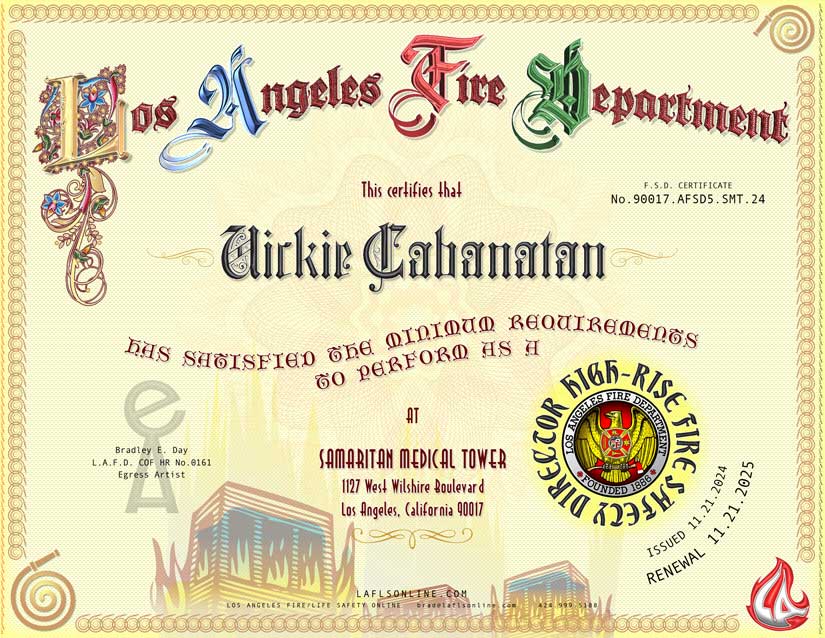 Los Angeles Fire Department
This certifies that
F.S.D. CERTIFICATE
No.90017.AFSD5.SMT.24
Vickie Cabanatan
HAS SATISFIED THE MINIMUM REQUIREMENTS
TO PERFORM AS A
HIGH-RISE FIRE SAFETY DIRECTOR
LOS ANGELES FIRE DEPARTMENT
FOUNDED 1886
AT
Bradley E. Day
L.A.F.D. COF HR No.0161
Egress Artist
SAMARITAN MEDICAL TOWER
1127 West Wilshire Boulevard
Los Angeles, California 90017
ISSUED 11.21.2024
RENEWAL 11.21.2025
LAFLSONLINE.COM
LOS ANGELES FIRE/LIFE SAFETY ONLINE